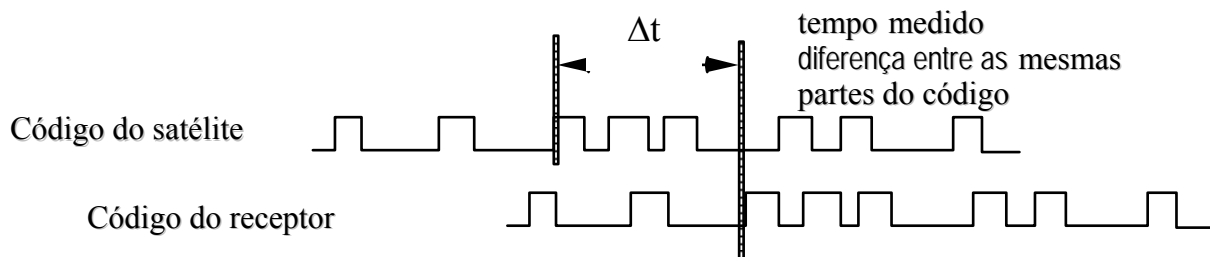 Δt
tempo medido
diferença entre as mesmas
partes do código
Código do satélite
Código do receptor